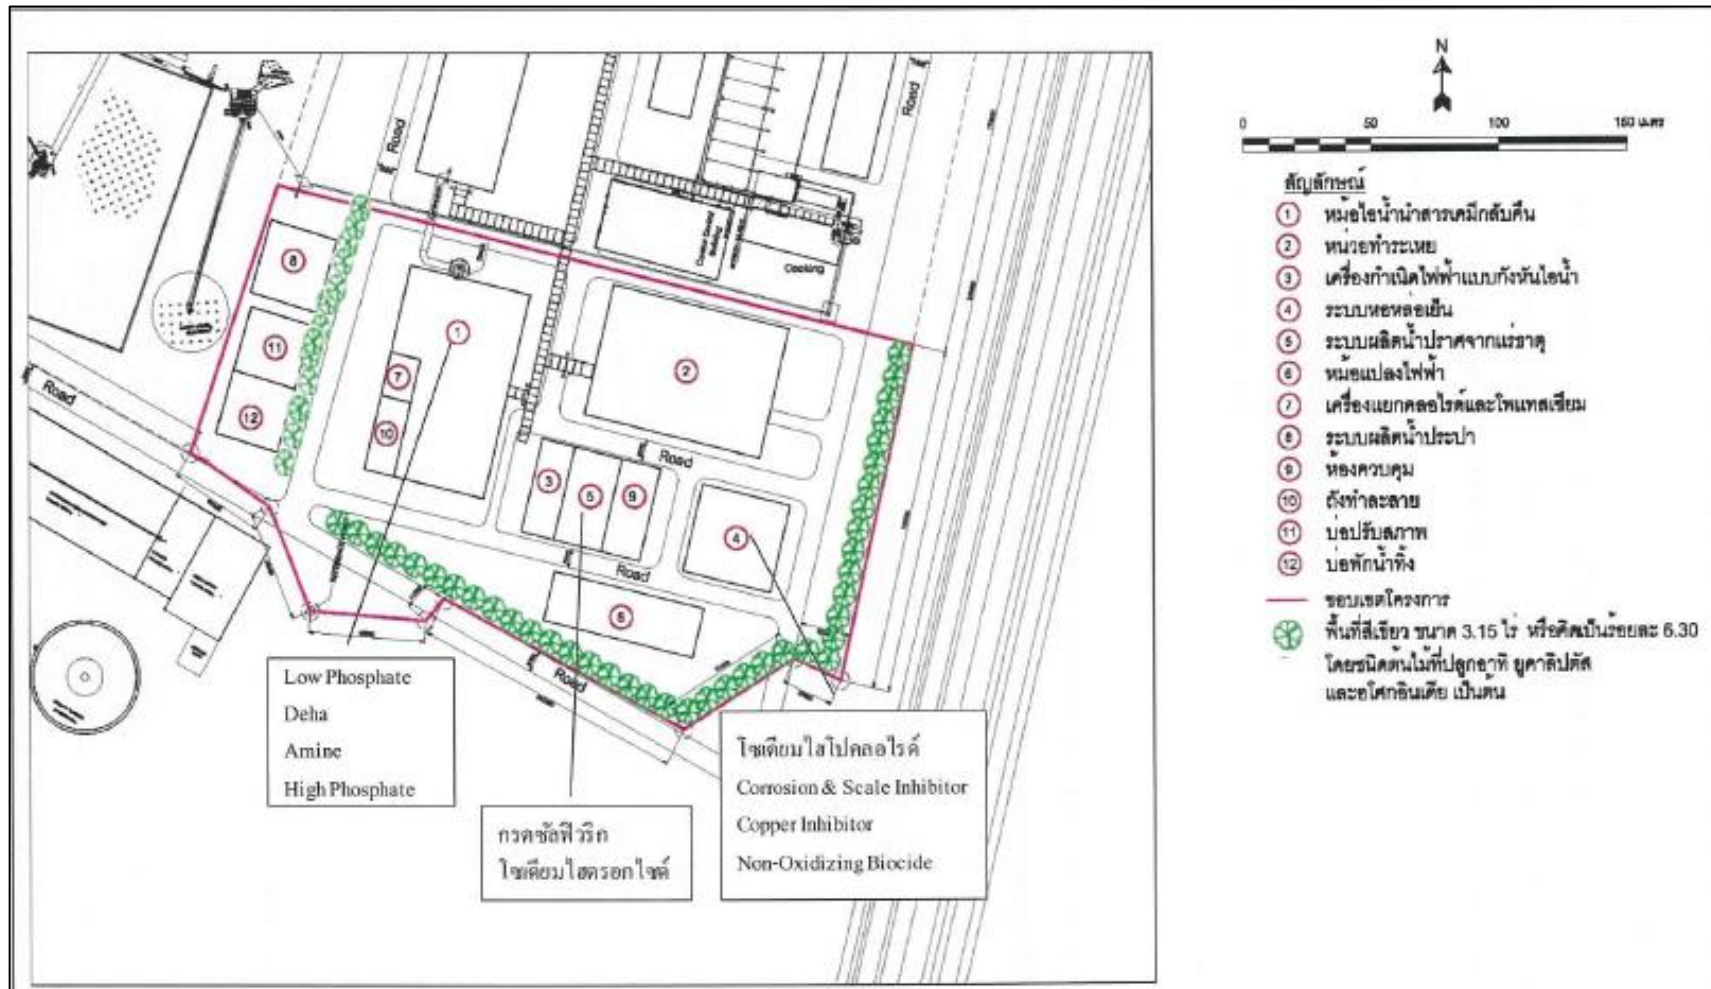 N
0
50
100
150 เมตร
สัญลักษณ์
1 หม้อไอน้ำนำสารเคมีกลับคืน
2 หน่วยทำระเหย
3 เครื่องกำเนิดไฟฟ้าแบบกังหันไอน้ำ
4 ระบบหอหล่อเย็น
5 ระบบผลิตน้ำปราศจากแร่ธาตุ
6 หม้อแปลงไฟฟ้า
7 เครื่องแยกคลอไรด์และโพแทสเซียม
8 ระบบผลิตน้ำประปา
9 ห้องควบคุม
10 ถังทำละลาย
11 บ่อปรับสภาพ
12 บ่อพักน้ำทิ้ง
ขอบเขตโครงการ
พื้นที่สีเขียว ขนาด 3.15 ไร่ หรือคิดเป็นร้อยละ 6.30
โดยชนิดต้นไม้ที่ปลูกอาทิ ยูคาลิปตัส
และอโศกอินเดีย เป็นต้น
Road
Road
Cooking
8
1
11
7
2
Road
12
10
Road
3
5
9
4
Road
6
Road
Low Phosphate
Deha
Amine
High Phosphate
กรดซัลฟิวริก
โซเดียมไฮดรอกไซด์
โซเดียมไฮโปคลอไรด์
Corrosion & Scale Inhibitor
Copper Inhibitor
Non-Oxidizing Biocide